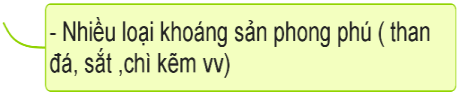 - Nhiều loại khoáng sản phong phú ( than
đá, sắt ,chì kẽm vv)